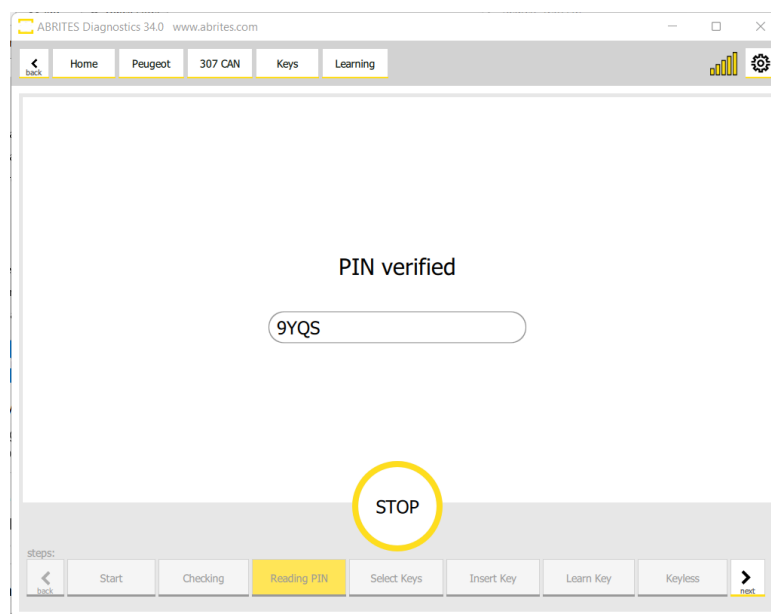 ABRITES Diagnostics 34.0 www.abrites.com
back Home Peugeot 307 CAN Keys Learning
PIN verified
9YQS
STOP
steps:
back Start Checking Reading PIN Select Keys Insert Key Learn Key Keyless next